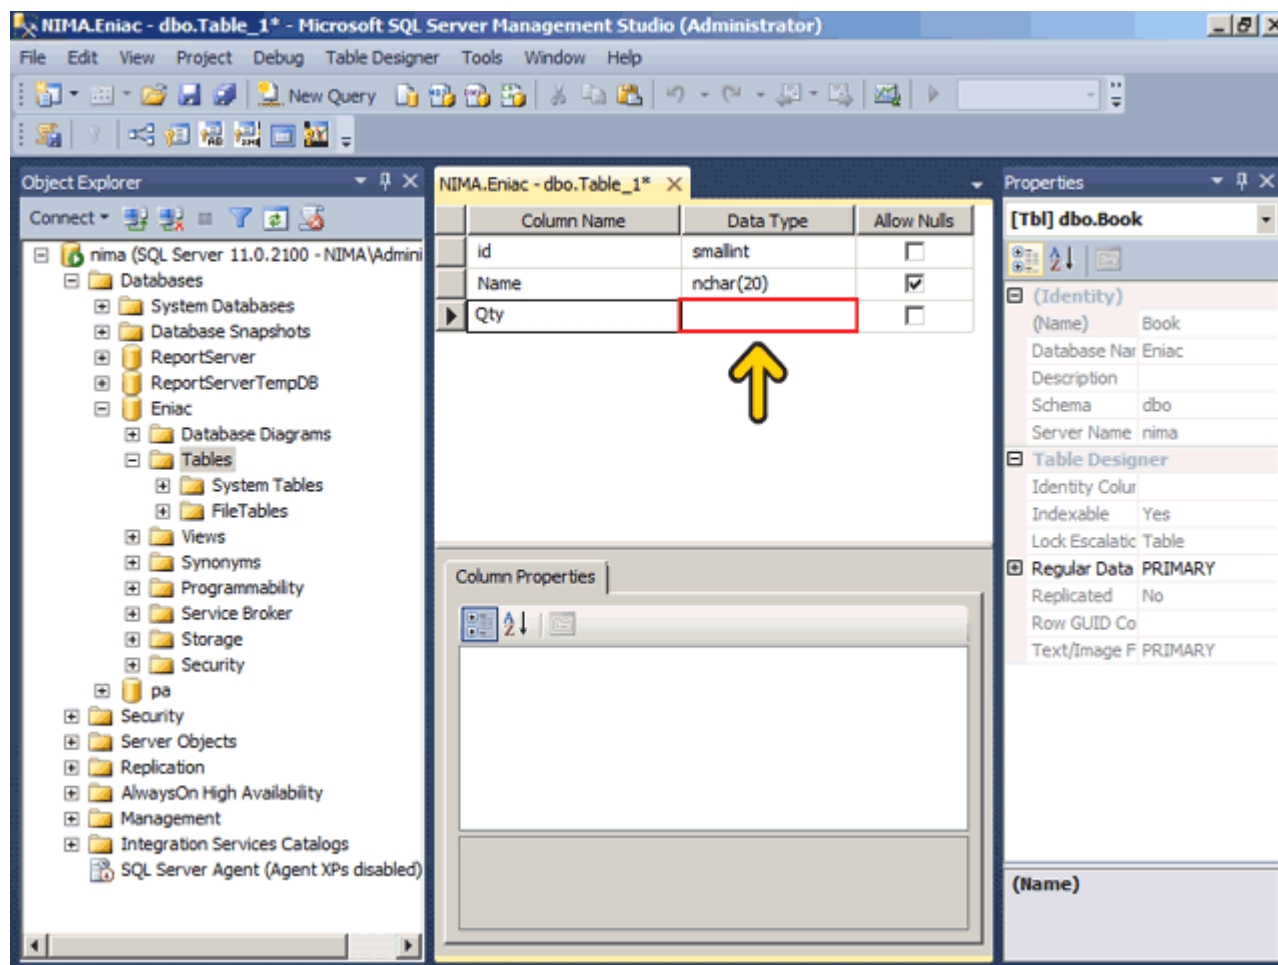 NIMA.Eniac - dbo.Table_1* - Microsoft SQL Server Management Studio (Administrator)
File Edit View Project Debug Table Designer Tools Window Help
New Query
Object Explorer
Connect
nima (SQL Server 11.0.2100 - NIMA\Admini
Databases
System Databases
Database Snapshots
ReportServer
ReportServerTempDB
Eniac
Database Diagrams
Tables
System Tables
FileTables
Views
Synonyms
Programmability
Service Broker
Storage
Security
pa
Security
Server Objects
Replication
AlwaysOn High Availability
Management
Integration Services Catalogs
SQL Server Agent (Agent XPs disabled)
NIMA.Eniac - dbo.Table_1*
Column Name Data Type Allow Nulls
id smallint
Name nchar(20)
Qty
Column Properties
Properties
[Tbl] dbo.Book
(Identity)
(Name) Book
Database Nar Eniac
Description
Schema dbo
Server Name nima
Table Designer
Identity Colur
Indexable Yes
Lock Escalatic Table
Regular Data PRIMARY
Replicated No
Row GUID Co
Text/Image F PRIMARY
(Name)